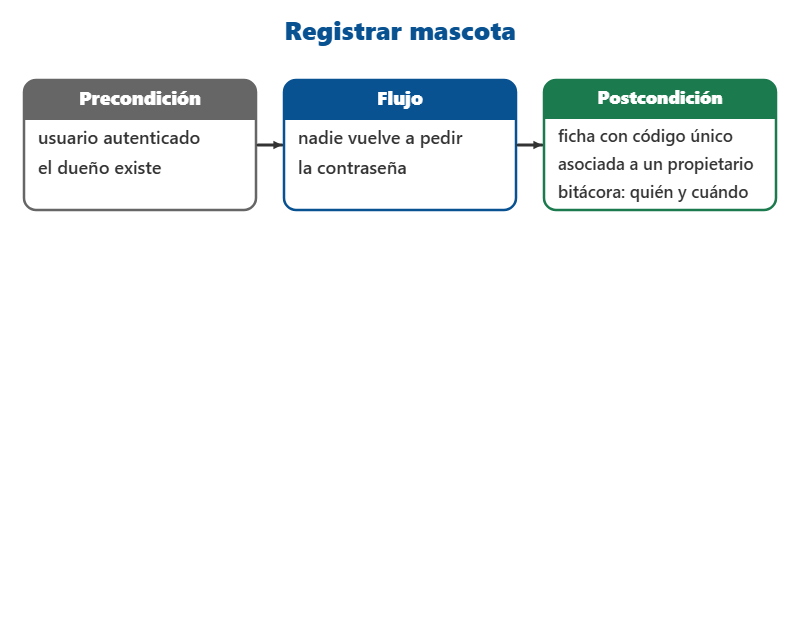 Registrar mascota
Precondición
usuario autenticado
el dueño existe
Flujo
nadie vuelve a pedir
la contraseña
Postcondición
ficha con código único
asociada a un propietario
bitácora: quién y cuándo